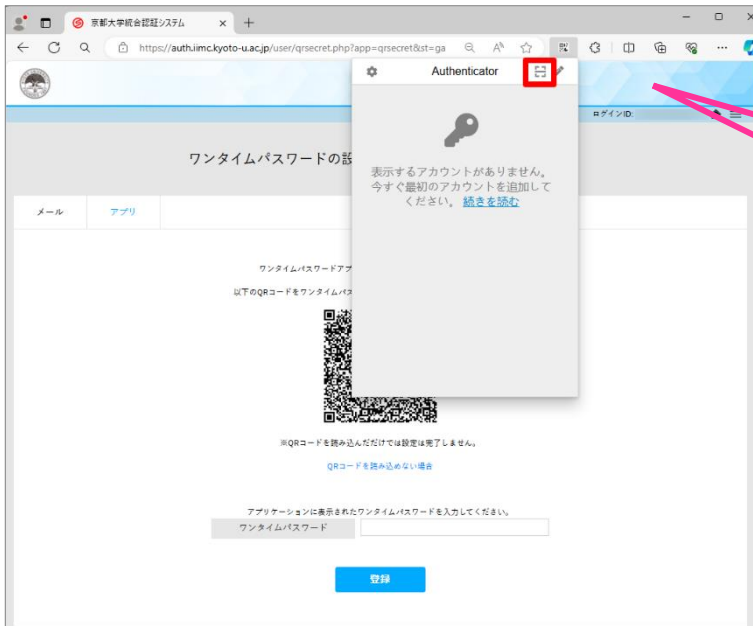 京都大学統合認証システム
https://auth.iimc.kyoto-u.ac.jp/user/qrsecret.php?app=qrsecret&st=ga
Authenticator
ログインID:
表示するアカウントがありません。
今すぐ最初のアカウントを追加して
ください。 続きを読む
ワンタイムパスワードの設
メール
アプリ
ワンタイムパスワードアプ
以下のQRコードをワンタイムパス
※QRコードを読み込んだだけでは設定は完了しません。
QRコードを読み込めない場合
アプリケーションに表示されたワンタイムパスワードを入力してください。
ワンタイムパスワード
登録